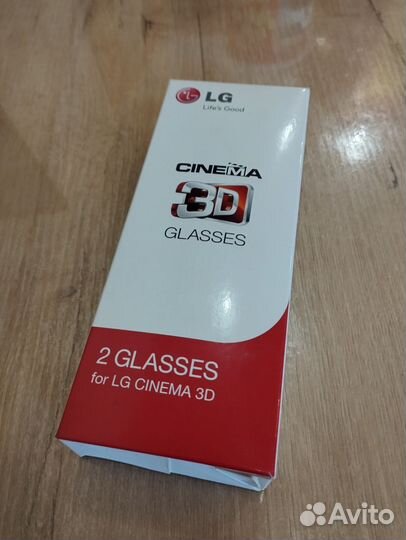 LG
Life's Good
CINEMA
3D
GLASSES
2 GLASSES
for LG CINEMA 3D
Avito